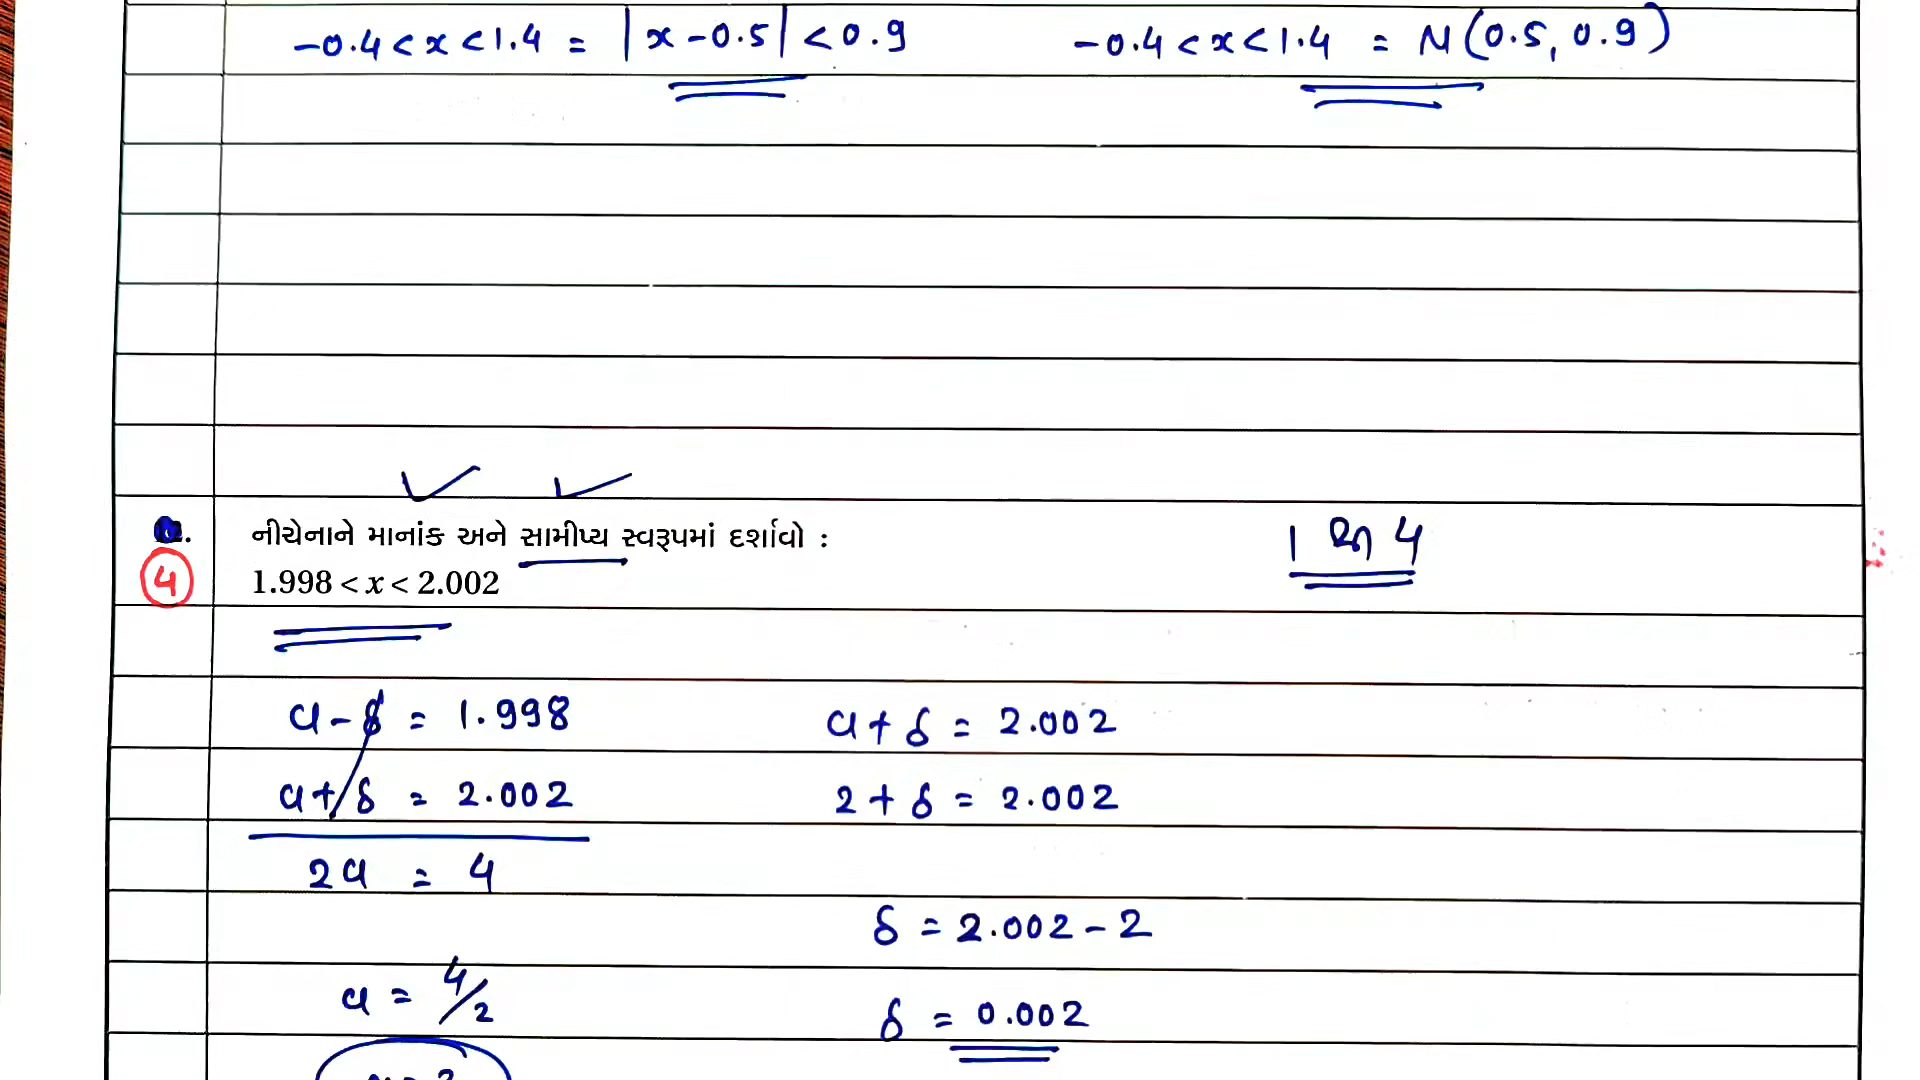 -0.4 < x < 1.4 = |x - 0.5| < 0.9
-0.4 < x < 1.4 = N(0.5, 0.9)
નીચેનાને માનાંક અને સામીપ્ય સ્વરૂપમાં દર્શાવો :
4
1.998 < x < 2.002
a - δ = 1.998
a + δ = 2.002
2a = 4
a = 4/2
a + δ = 2.002
2 + δ = 2.002
δ = 2.002 - 2
δ = 0.002